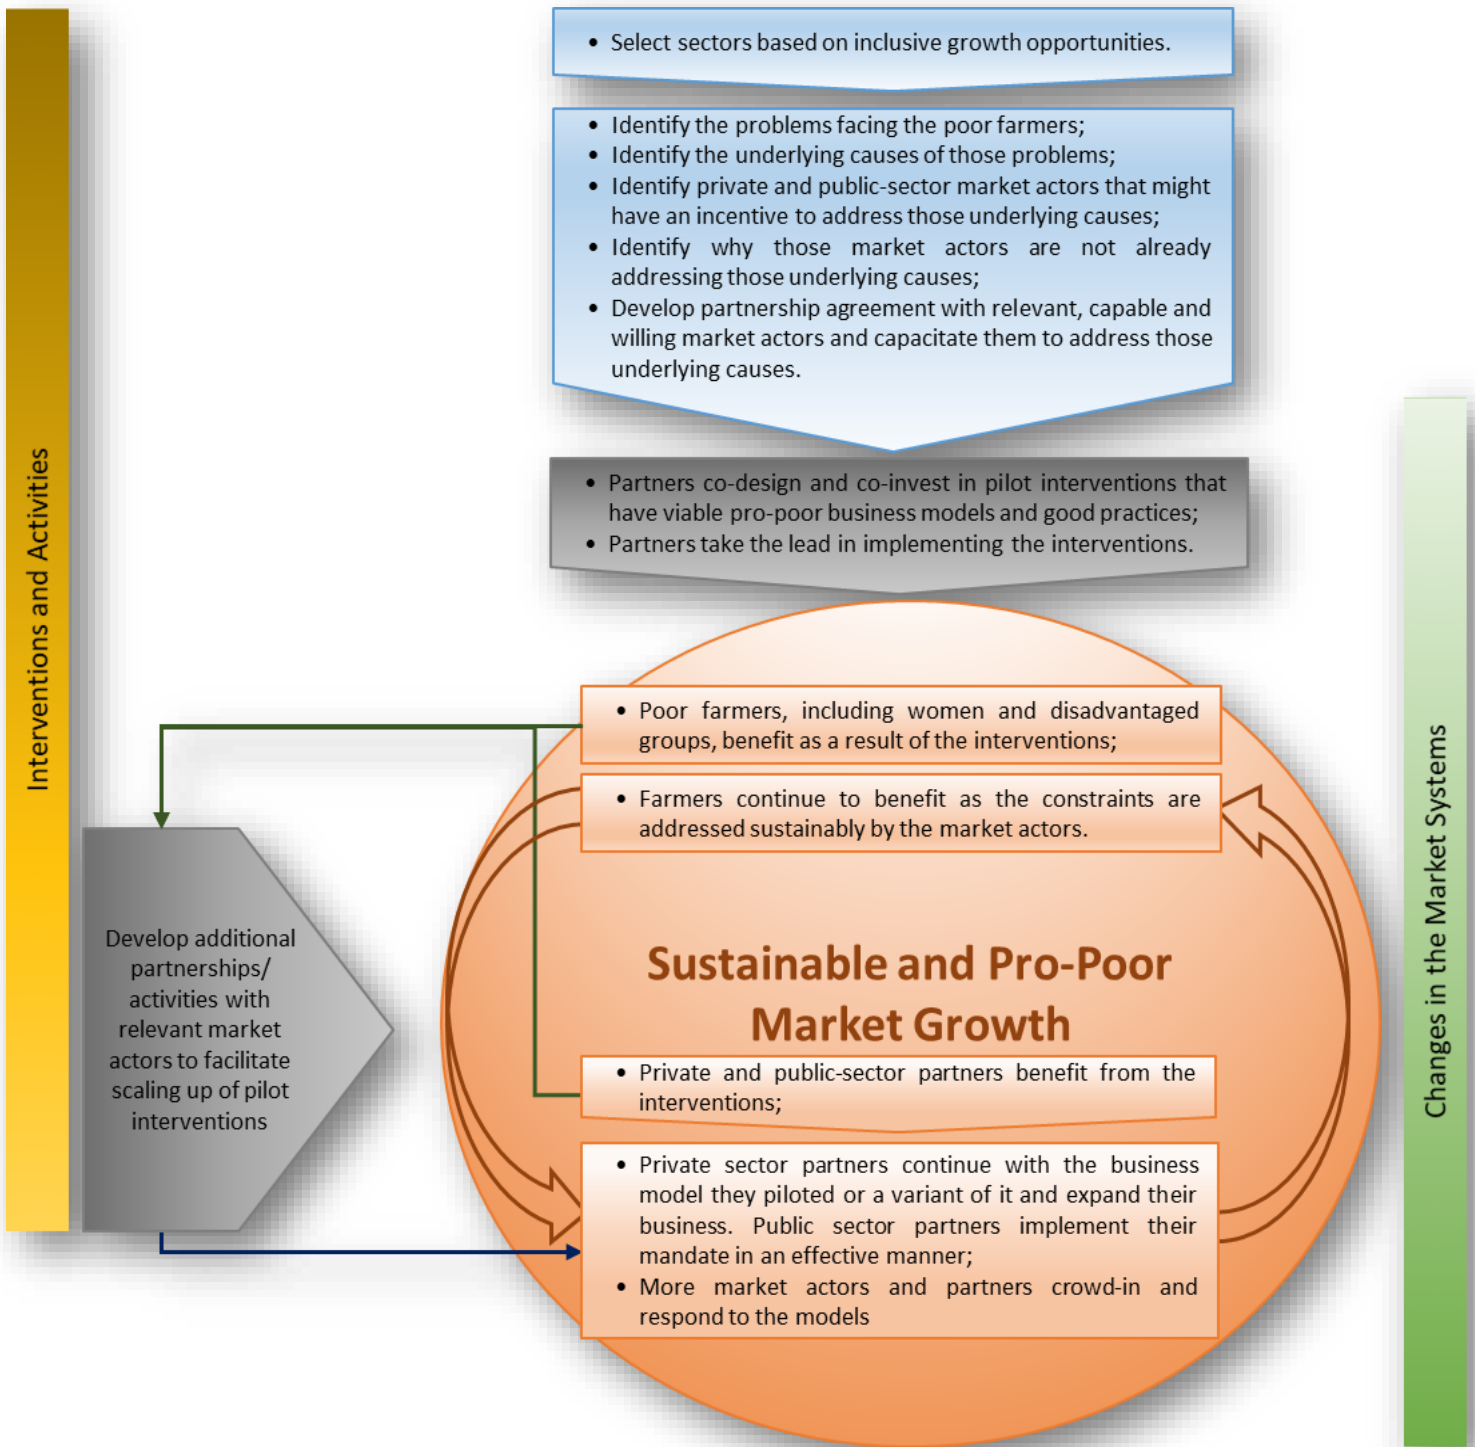 • Select sectors based on inclusive growth opportunities.
• Identify the problems facing the poor farmers;
• Identify the underlying causes of those problems;
• Identify private and public-sector market actors that might
have an incentive to address those underlying causes;
• Identify why those market actors are not already
addressing those underlying causes;
• Develop partnership agreement with relevant, capable and
willing market actors and capacitate them to address those
underlying causes.
• Partners co-design and co-invest in pilot interventions that
have viable pro-poor business models and good practices;
• Partners take the lead in implementing the interventions.
Interventions and Activities
• Poor farmers, including women and disadvantaged
groups, benefit as a result of the interventions;
• Farmers continue to benefit as the constraints are
addressed sustainably by the market actors.
Sustainable and Pro-Poor
Market Growth
• Private and public-sector partners benefit from the
interventions;
• Private sector partners continue with the business
model they piloted or a variant of it and expand their
business. Public sector partners implement their
mandate in an effective manner;
• More market actors and partners crowd-in and
respond to the models
Develop additional
partnerships/
activities with
relevant market
actors to facilitate
scaling up of pilot
interventions
Changes in the Market Systems